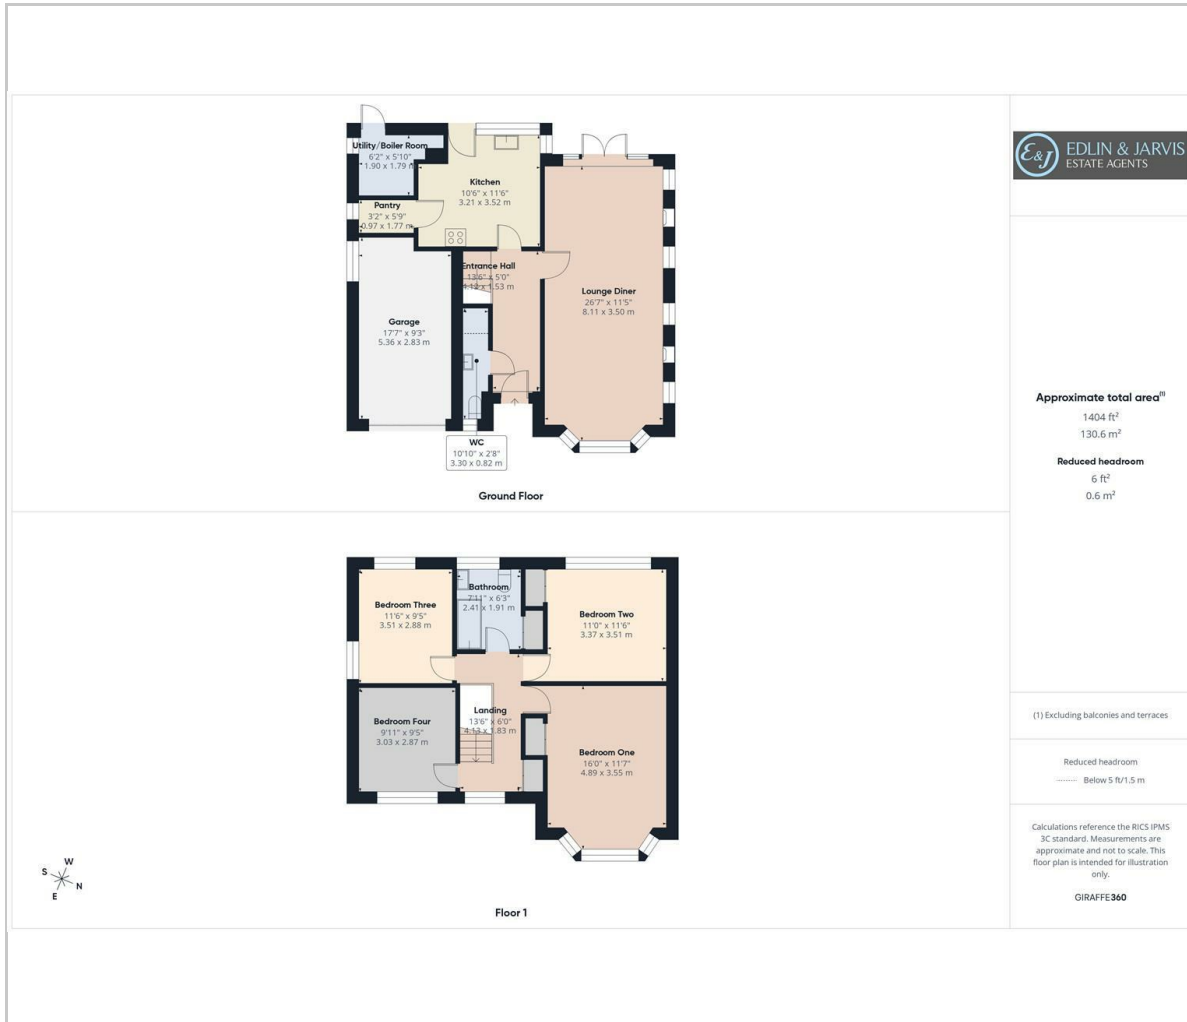 Utility/Boiler Room
6'2" x 5'10"
1.90 x 1.79 m
Kitchen
10'6" x 11'6"
3.21 x 3.52 m
Pantry
3'2" x 5'9"
0.97 x 1.77 m
Entrance Hall
13'6" x 5'0"
4.12 x 1.53 m
Lounge Diner
26'7" x 11'5"
8.11 x 3.50 m
Garage
17'7" x 9'3"
5.36 x 2.83 m
WC
10'10" x 2'8"
3.30 x 0.82 m
Ground Floor
Bedroom Three
11'6" x 9'5"
3.51 x 2.88 m
Bathroom
7'11" x 6'3"
2.41 x 1.91 m
Bedroom Two
11'0" x 11'6"
3.37 x 3.51 m
Bedroom Four
9'11" x 9'5"
3.03 x 2.87 m
Landing
13'6" x 6'0"
4.13 x 1.83 m
Bedroom One
16'0" x 11'7"
4.89 x 3.55 m
W
S
N
E
Floor 1
E&J
EDLIN & JARVIS
ESTATE AGENTS
Approximate total area(1)
1404 ft²
130.6 m²
Reduced headroom
6 ft²
0.6 m²
(1) Excluding balconies and terraces
Reduced headroom
Below 5 ft/1.5 m
Calculations reference the RICS IPMS
3C standard. Measurements are
approximate and not to scale. This
floor plan is intended for illustration
only.
GIRAFFE360